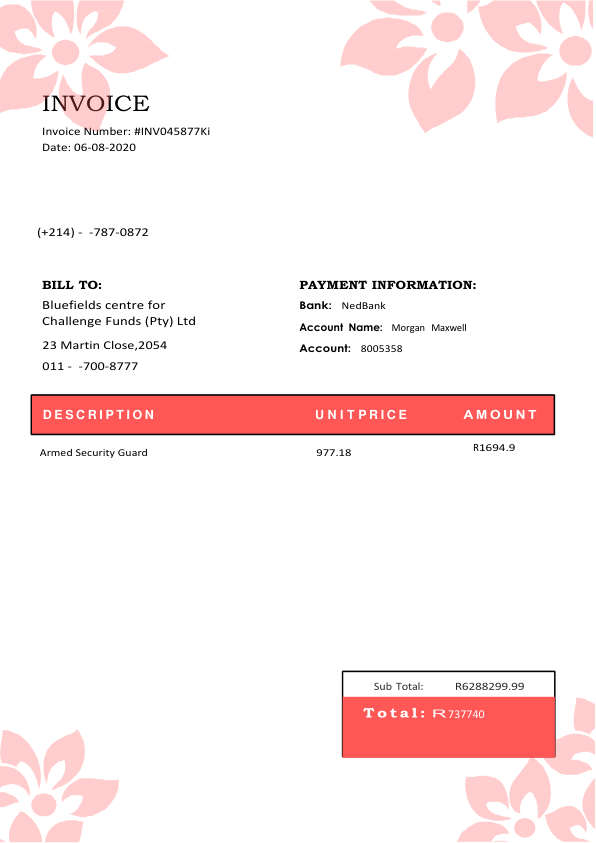 INVOICE
Invoice Number: #INV045877Ki
Date: 06-08-2020
(+214) - -787-0872
BILL TO:
Bluefields centre for
Challenge Funds (Pty) Ltd
23 Martin Close,2054
011 - -700-8777
PAYMENT INFORMATION:
Bank: NedBank
Account Name: Morgan Maxwell
Account: 8005358
DESCRIPTION UNITPRICE AMOUNT
Armed Security Guard 977.18 R1694.9
Sub Total: R6288299.99
Total: R737740